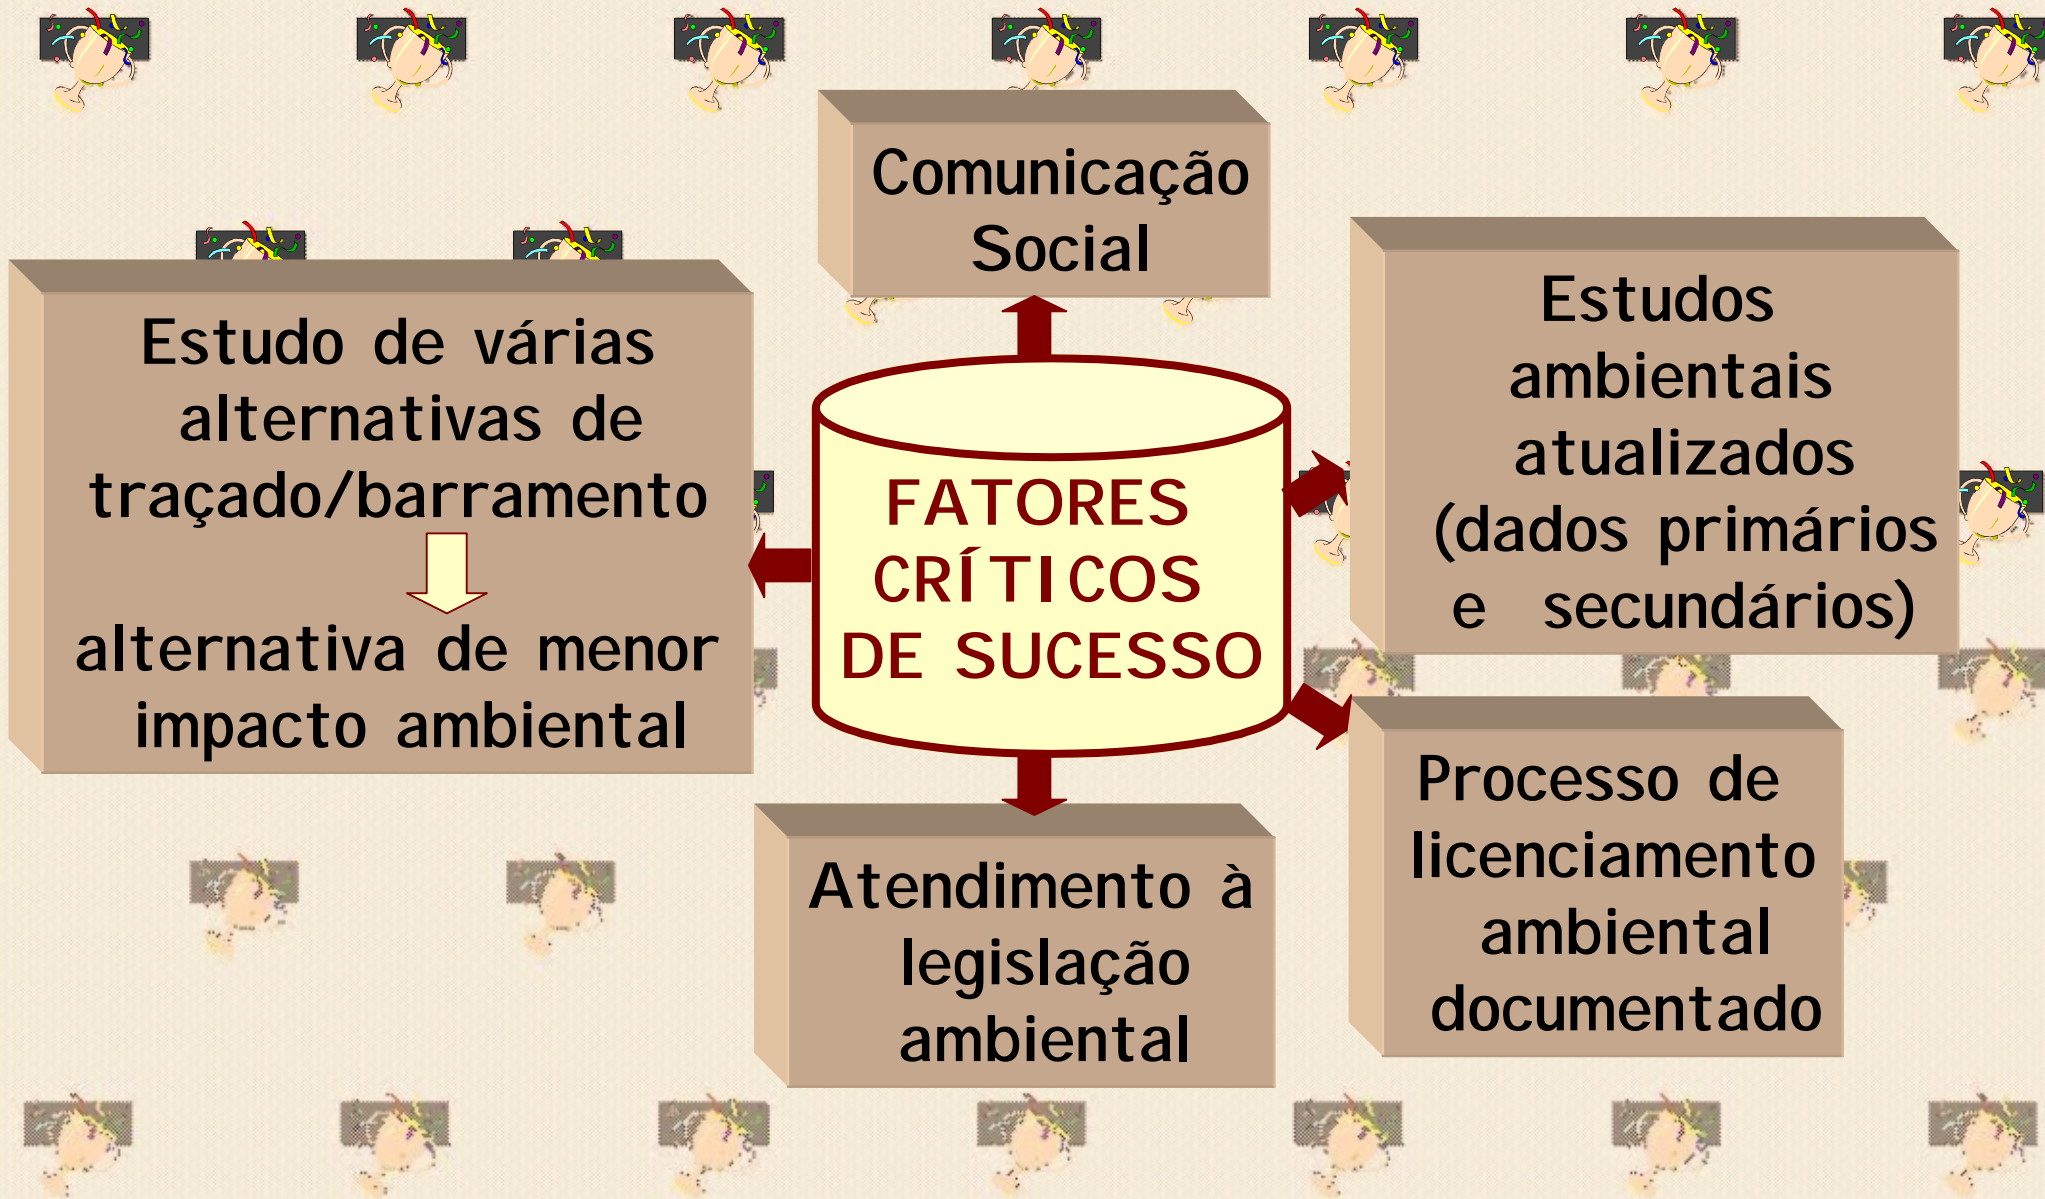 Comunicação
Social
Estudo de várias
alternativas de
traçado/barramento
alternativa de menor
impacto ambiental
FATORES
CRÍTICOS
DE SUCESSO
Estudos
ambientais
atualizados
(dados primários
e secundários)
Processo de
licenciamento
ambiental
documentado
Atendimento à
legislação
ambiental